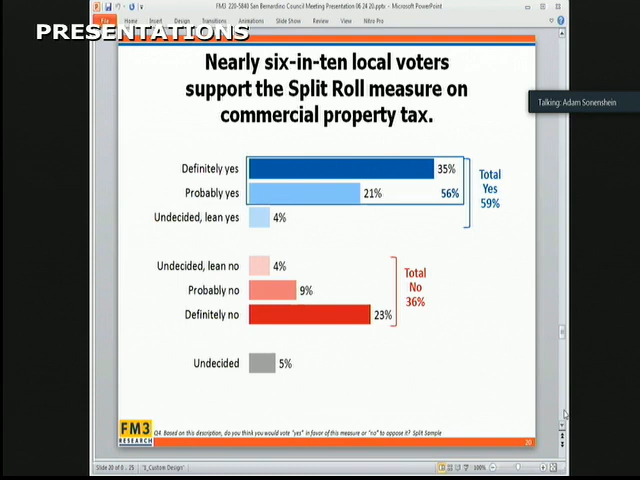 FM3 220-5840 San Bernardino Council Meeting Presentation 06 24 20.pptx - Microsoft PowerPoint
File Home Insert Design Transitions Animations Slide Show Review View Nitro Pro
PRESENTATIONS
Nearly six-in-ten local voters
support the Split Roll measure on
commercial property tax.
Talking: Adam Sonenshein
Definitely yes 35%
Probably yes 21% 56%
Undecided, lean yes 4%
Total
Yes
59%
Undecided, lean no 4%
Probably no 9%
Definitely no 23%
Total
No
36%
Undecided 5%
FM3
RESEARCH
Q4. Based on this description, do you think you would vote "yes" in favor of this measure or "no" to oppose it? Split Sample
20
Slide 20 of 0 - 25 "3_Custom Design" 100%